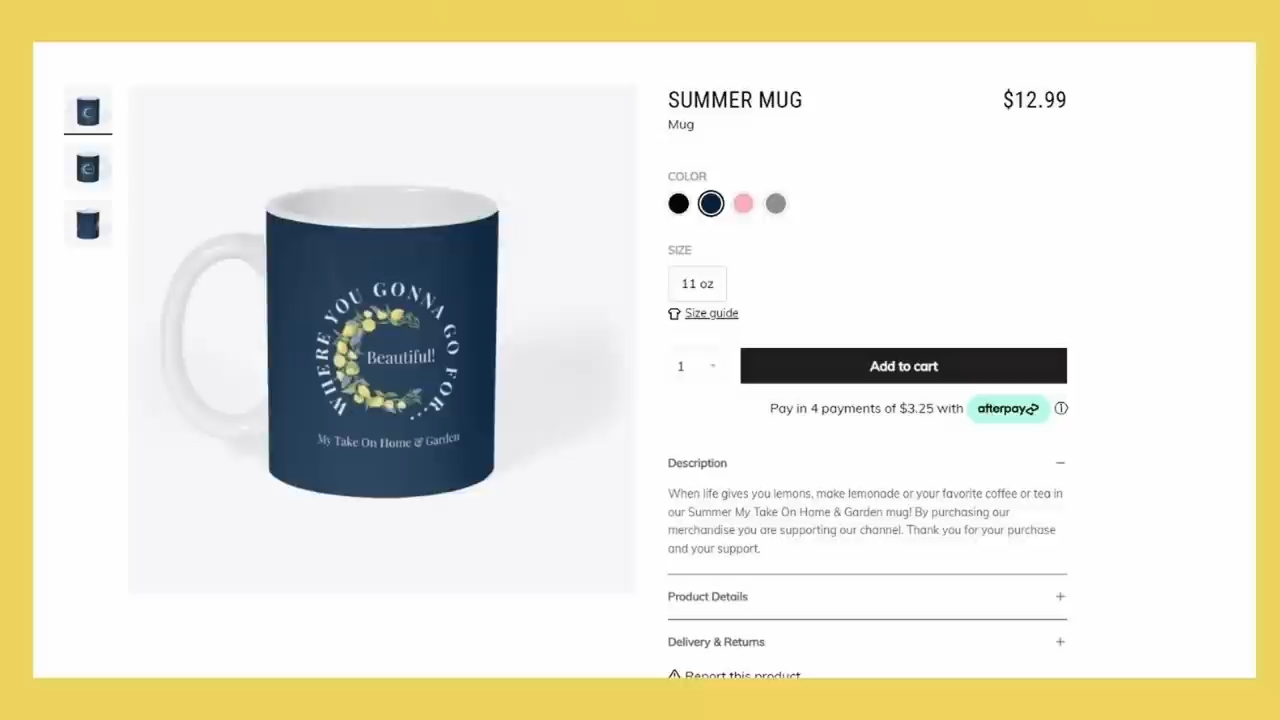 SUMMER MUG
$12.99
Mug
COLOR
SIZE
11 oz
Size guide
1
Add to cart
Pay in 4 payments of $3.25 with afterpay
Description
When life gives you lemons, make lemonade or your favorite coffee or tea in
our Summer My Take On Home & Garden mug! By purchasing our
merchandise you are supporting our channel. Thank you for your purchase
and your support.
Product Details
Delivery & Returns
Report this product
WHERE YOU GONNA GO FOR...
Beautiful!
My Take On Home & Garden